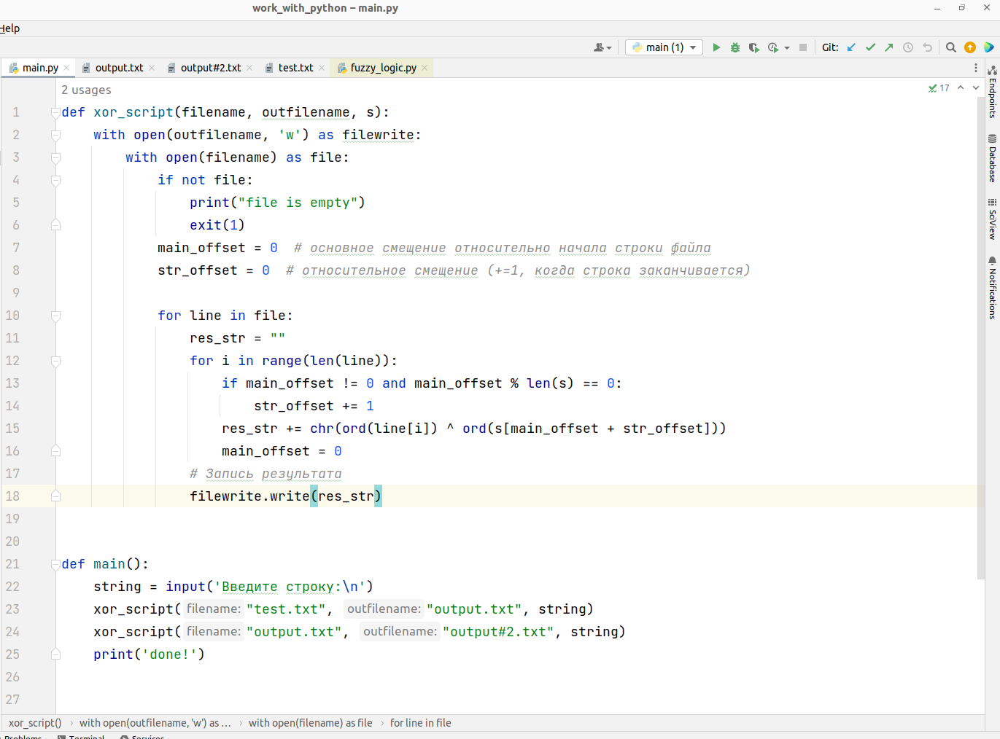 work_with_python – main.py
Help
main (1)
Git:
main.py
output.txt
output#2.txt
test.txt
fuzzy_logic.py
2 usages
17
1 def xor_script(filename, outfilename, s):
2 with open(outfilename, 'w') as filewrite:
3 with open(filename) as file:
4 if not file:
5 print("file is empty")
6 exit(1)
7 main_offset = 0  # основное смещение относительно начала строки файла
8 str_offset = 0  # относительное смещение (+=1, когда строка заканчивается)
9
10 for line in file:
11 res_str = ""
12 for i in range(len(line)):
13 if main_offset != 0 and main_offset % len(s) == 0:
14 str_offset += 1
15 res_str += chr(ord(line[i]) ^ ord(s[main_offset + str_offset]))
16 main_offset = 0
17 # Запись результата
18 filewrite.write(res_str)
19
20
21 def main():
22 string = input('Введите строку:\n')
23 xor_script( filename: "test.txt",  outfilename: "output.txt", string)
24 xor_script( filename: "output.txt",  outfilename: "output#2.txt", string)
25 print('done!')
26
27
Endpoints
Database
SciView
Notifications
xor_script() › with open(outfilename, 'w') as … › with open(filename) as file › for line in file
Problems
Terminal
Services